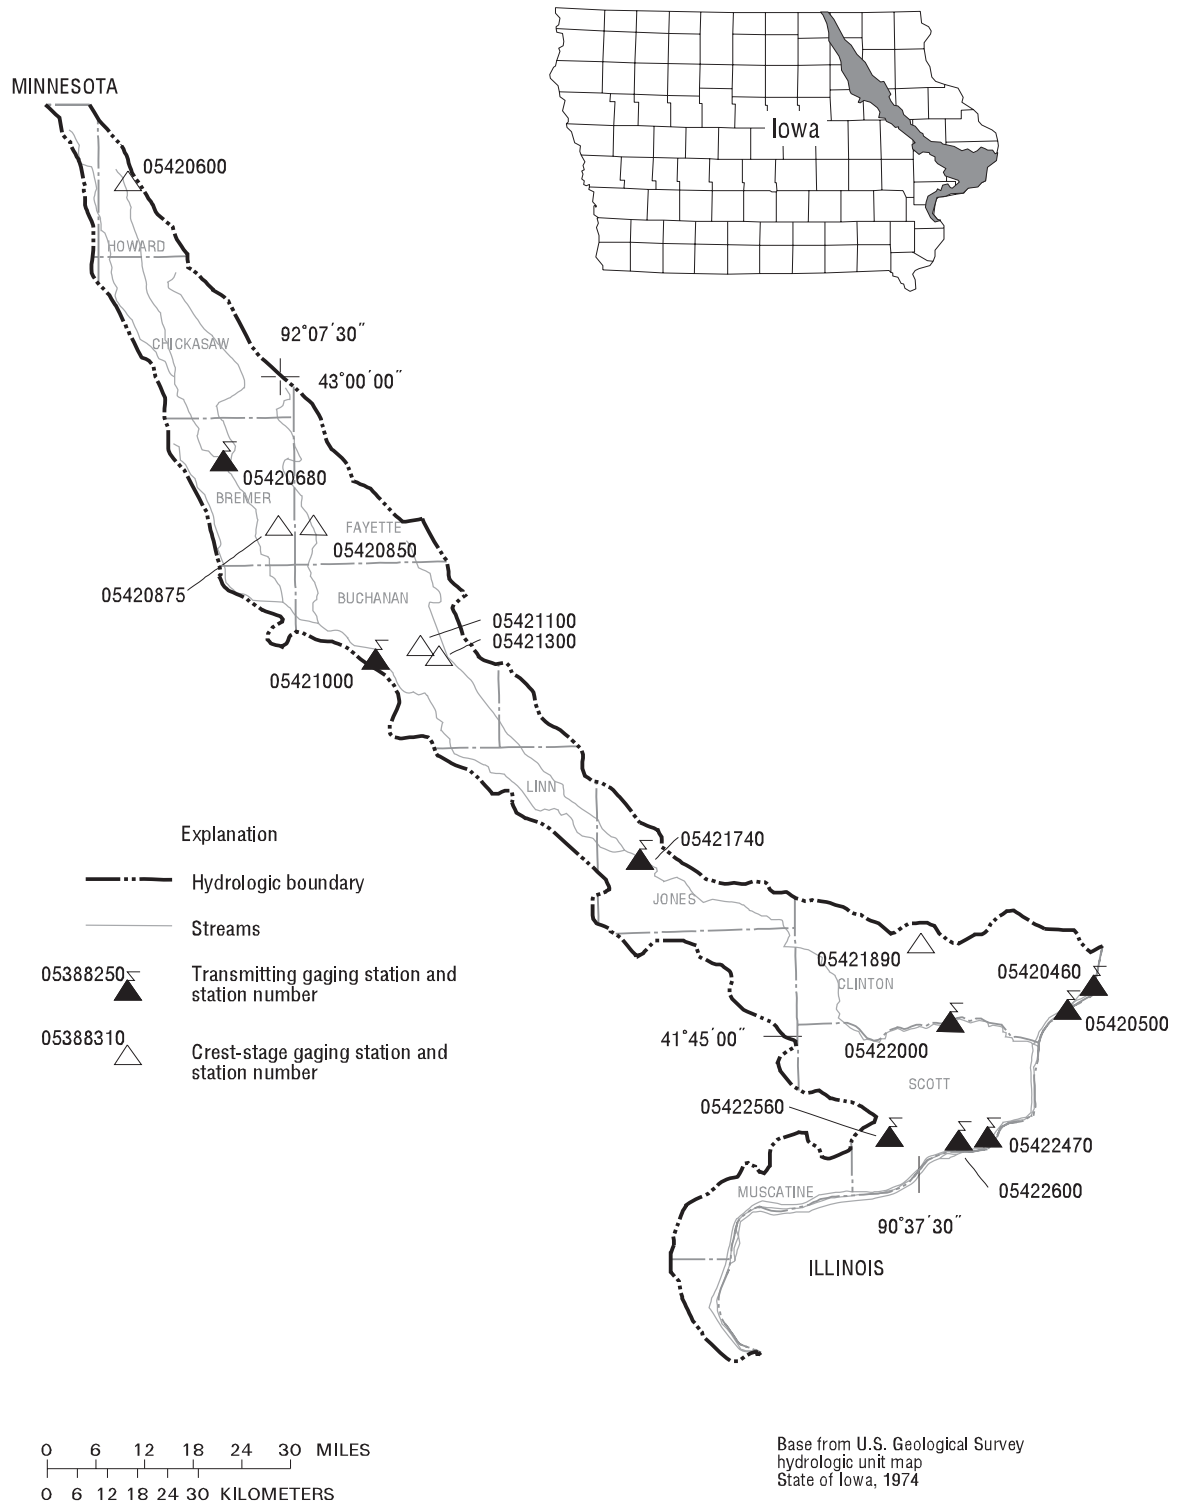 Iowa
MINNESOTA
05420600
HOWARD
92°07′30″
CHICKASAW
43°00′00″
05420680
BREMER
FAYETTE
05420850
05420875
BUCHANAN
05421100
05421300
05421000
LINN
Explanation
05421740
Hydrologic boundary
JONES
Streams
05421890
05420460
05388250
Transmitting gaging station and
station number
CLINTON
05420500
05388310
Crest-stage gaging station and
station number
41°45′00″
05422000
SCOTT
05422560
05422470
MUSCATINE
05422600
90°37′30″
ILLINOIS
0 6 12 18 24 30 MILES
0 6 12 18 24 30 KILOMETERS
Base from U.S. Geological Survey
hydrologic unit map
State of Iowa, 1974